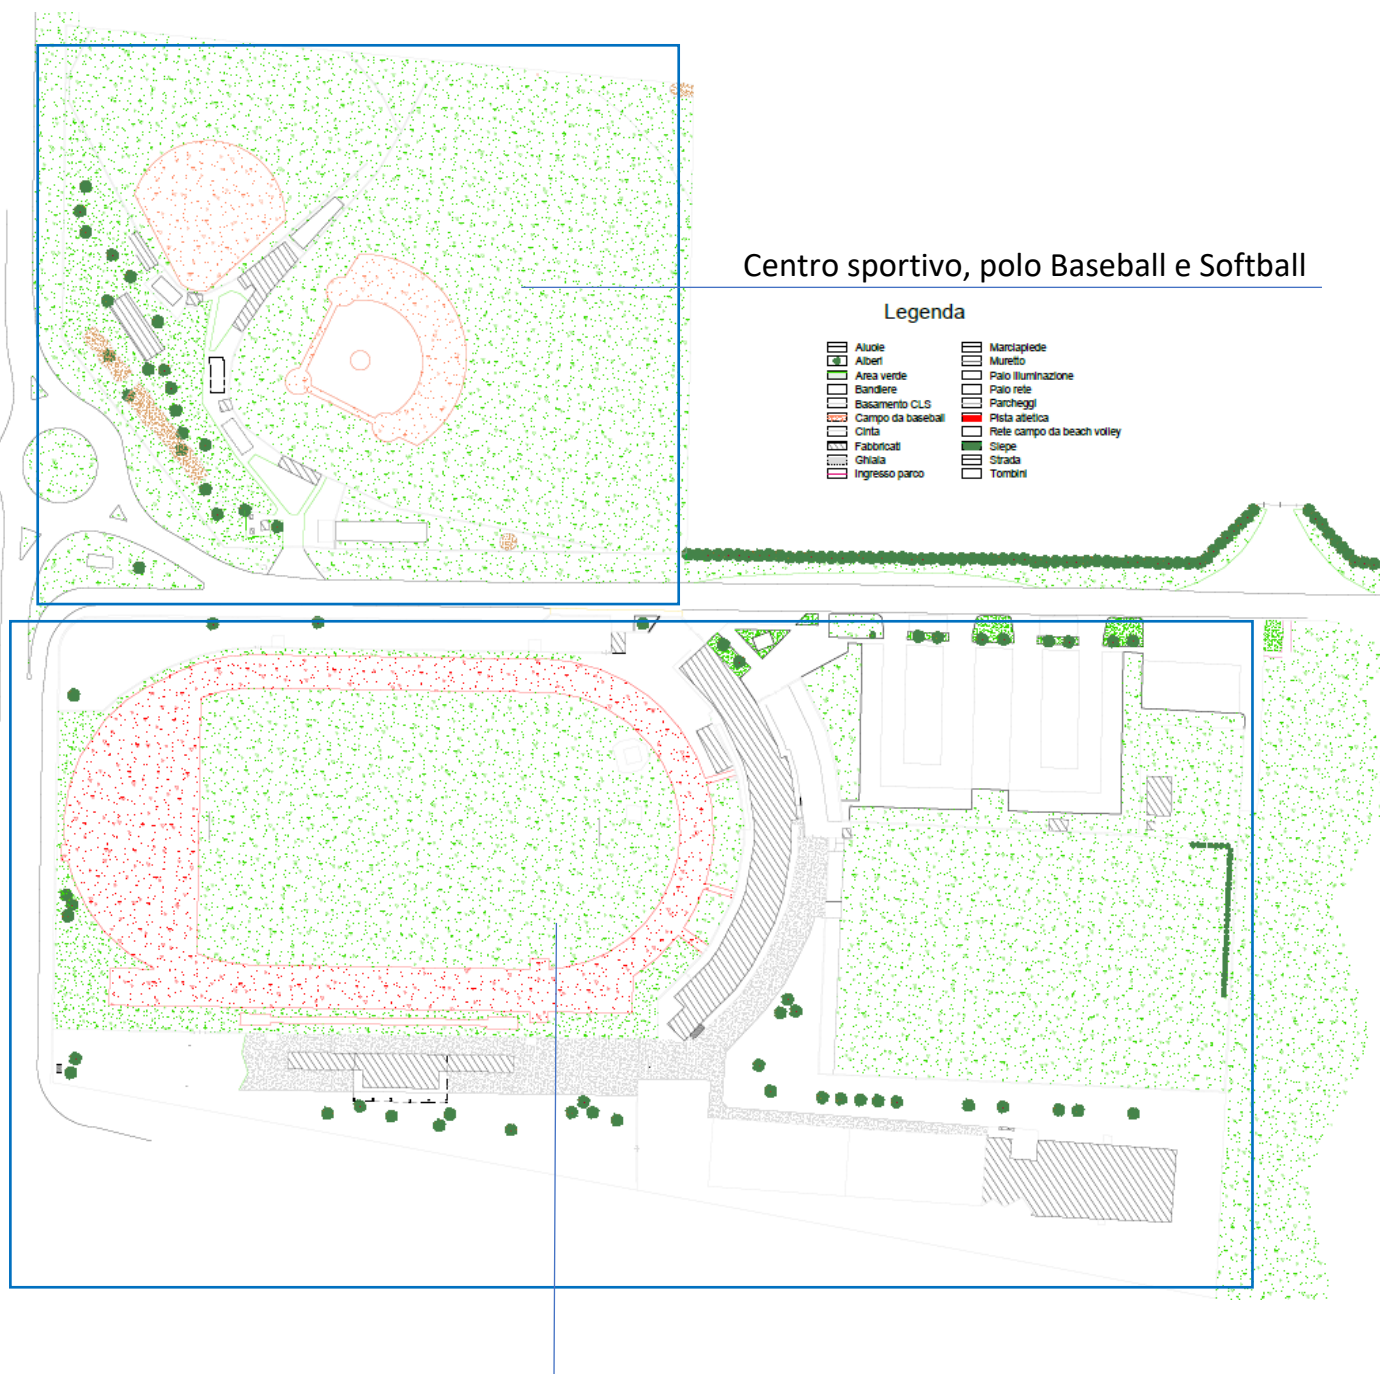 Centro sportivo, polo Baseball e Softball
Legenda
Aiuole
Alberi
Area verde
Bandiere
Basamento CLS
Campo da baseball
Cinta
Fabbricati
Ghiaia
Ingresso parco
Marciapiede
Muretto
Palo illuminazione
Palo rete
Parcheggi
Pista atletica
Rete campo da beach volley
Siepe
Strada
Tombini